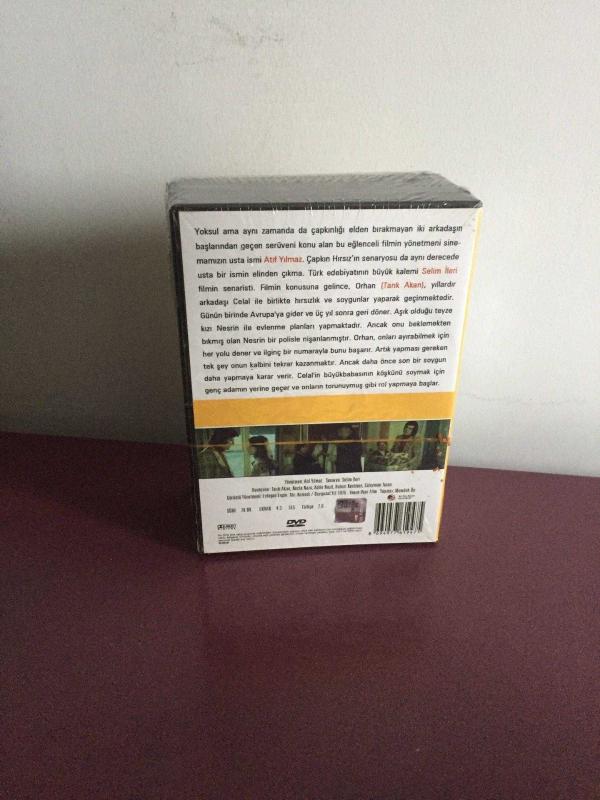 Yoksul ama aynı zamanda da çapkınlığı elden bırakmayan iki arkadaşın
başlarından geçen serüveni konu alan bu eğlenceli filmin yönetmeni sine-
mamızın usta ismi Atıf Yılmaz. Çapkın Hırsız'ın senaryosu da aynı derecede
usta bir ismin elinden çıkma. Türk edebiyatının büyük kalemi Selim İleri
filmin senaristi. Filmin konusuna gelince, Orhan (Tarık Akan), yıllardır
arkadaşı Celal ile birlikte hırsızlık ve soygunlar yaparak geçinmektedir.
Günün birinde Avrupa'ya gider ve üç yıl sonra geri döner. Aşık olduğu teyze
kızı Nesrin ile evlenme planları yapmaktadır. Ancak onu beklemekten
bıkmış olan Nesrin bir polisle nişanlanmıştır. Orhan, onları ayırabilmek için
her yolu dener ve ilginç bir numarayla bunu başarır. Artık yapması gereken
tek şey onun kalbini tekrar kazanmaktır. Ancak daha önce son bir soygun
daha yapmaya karar verir. Celal'in büyükbabasının köşkünü soymak için
genç adamın yerine geçer ve onların torunuymuş gibi rol yapmaya başlar.
Yönetmen: Atıf Yılmaz, Senaryo: Selim İleri
DVD